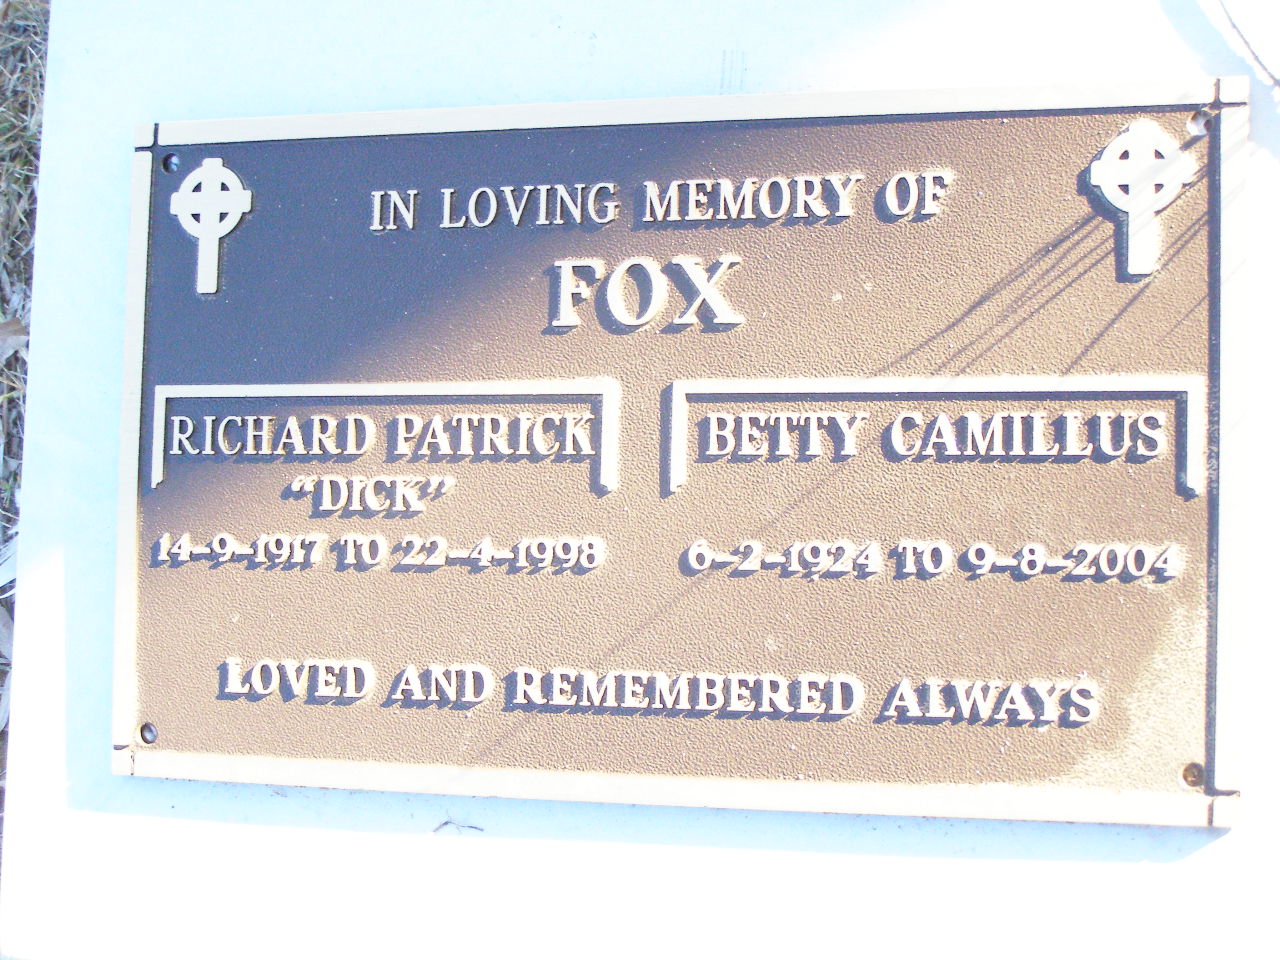 IN LOVING MEMORY OF
FOX
RICHARD PATRICK
"DICK"
14-9-1917 TO 22-4-1998
BETTY CAMILLUS
6-2-1924 TO 9-8-2004
LOVED AND REMEMBERED ALWAYS